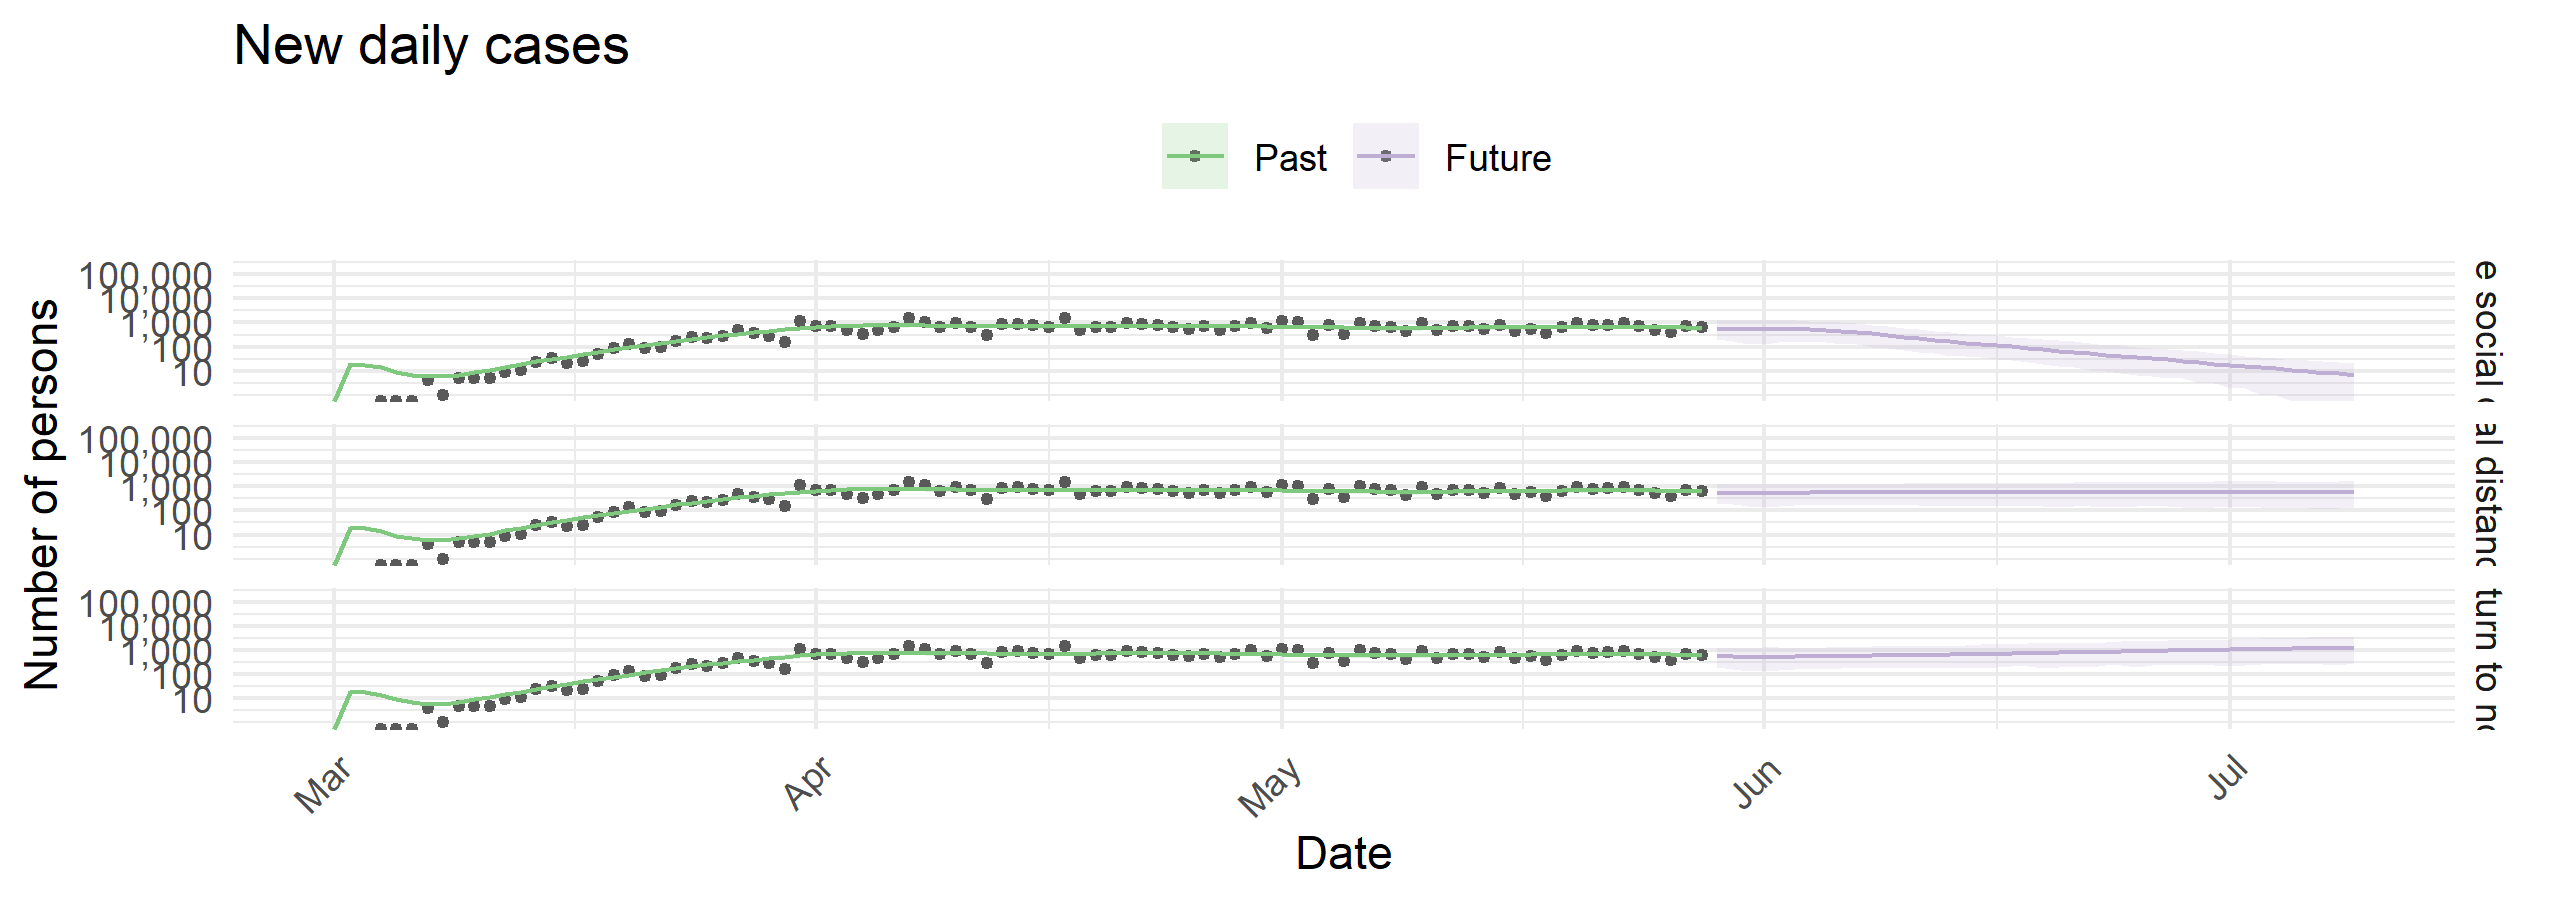 New daily cases
Past
Future
Number of persons
100,000
10,000
1,000
100
10
e social
100,000
10,000
1,000
100
10
al distanc
100,000
10,000
1,000
100
10
turn to no
Mar
Apr
May
Jun
Jul
Date